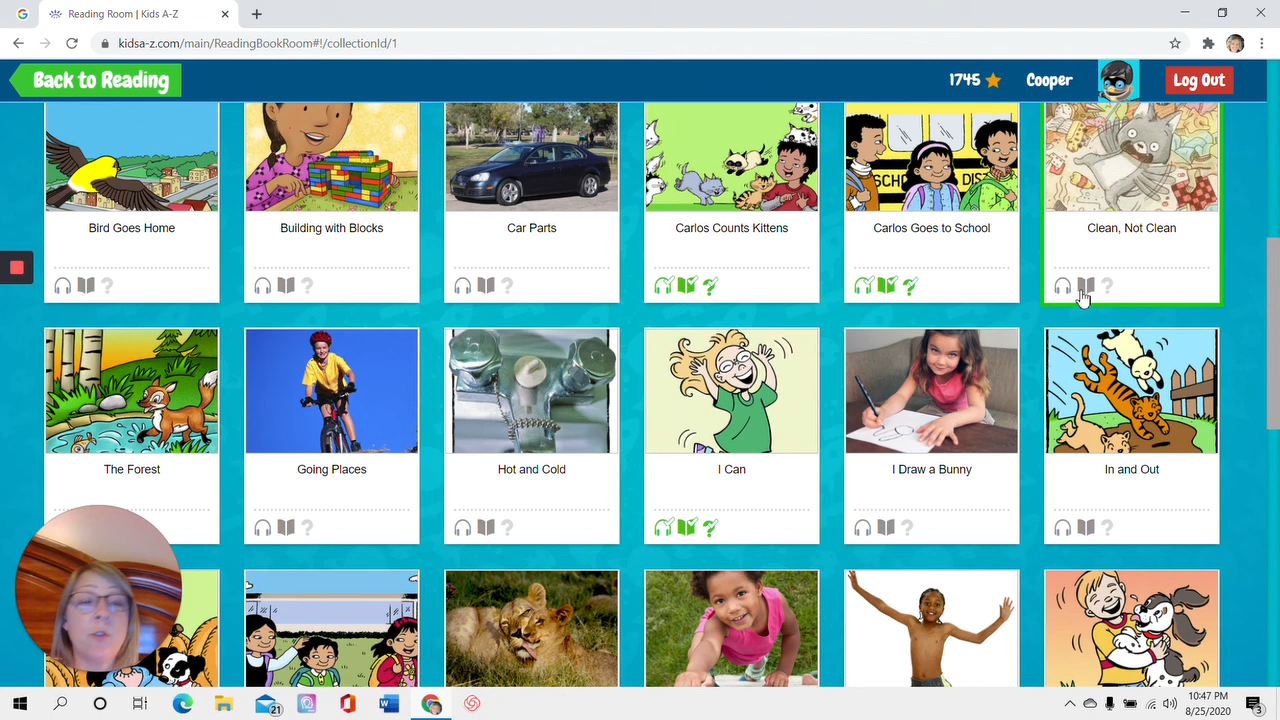 Reading Room | Kids A-Z
kidsa-z.com/main/ReadingBookRoom#!/collectionId/1
Back to Reading
1745
Cooper
Log Out
SCHOOL DIST
Bird Goes Home
Building with Blocks
Car Parts
Carlos Counts Kittens
Carlos Goes to School
Clean, Not Clean
The Forest
Going Places
Hot and Cold
I Can
I Draw a Bunny
In and Out
21
10:47 PM
8/25/2020
3